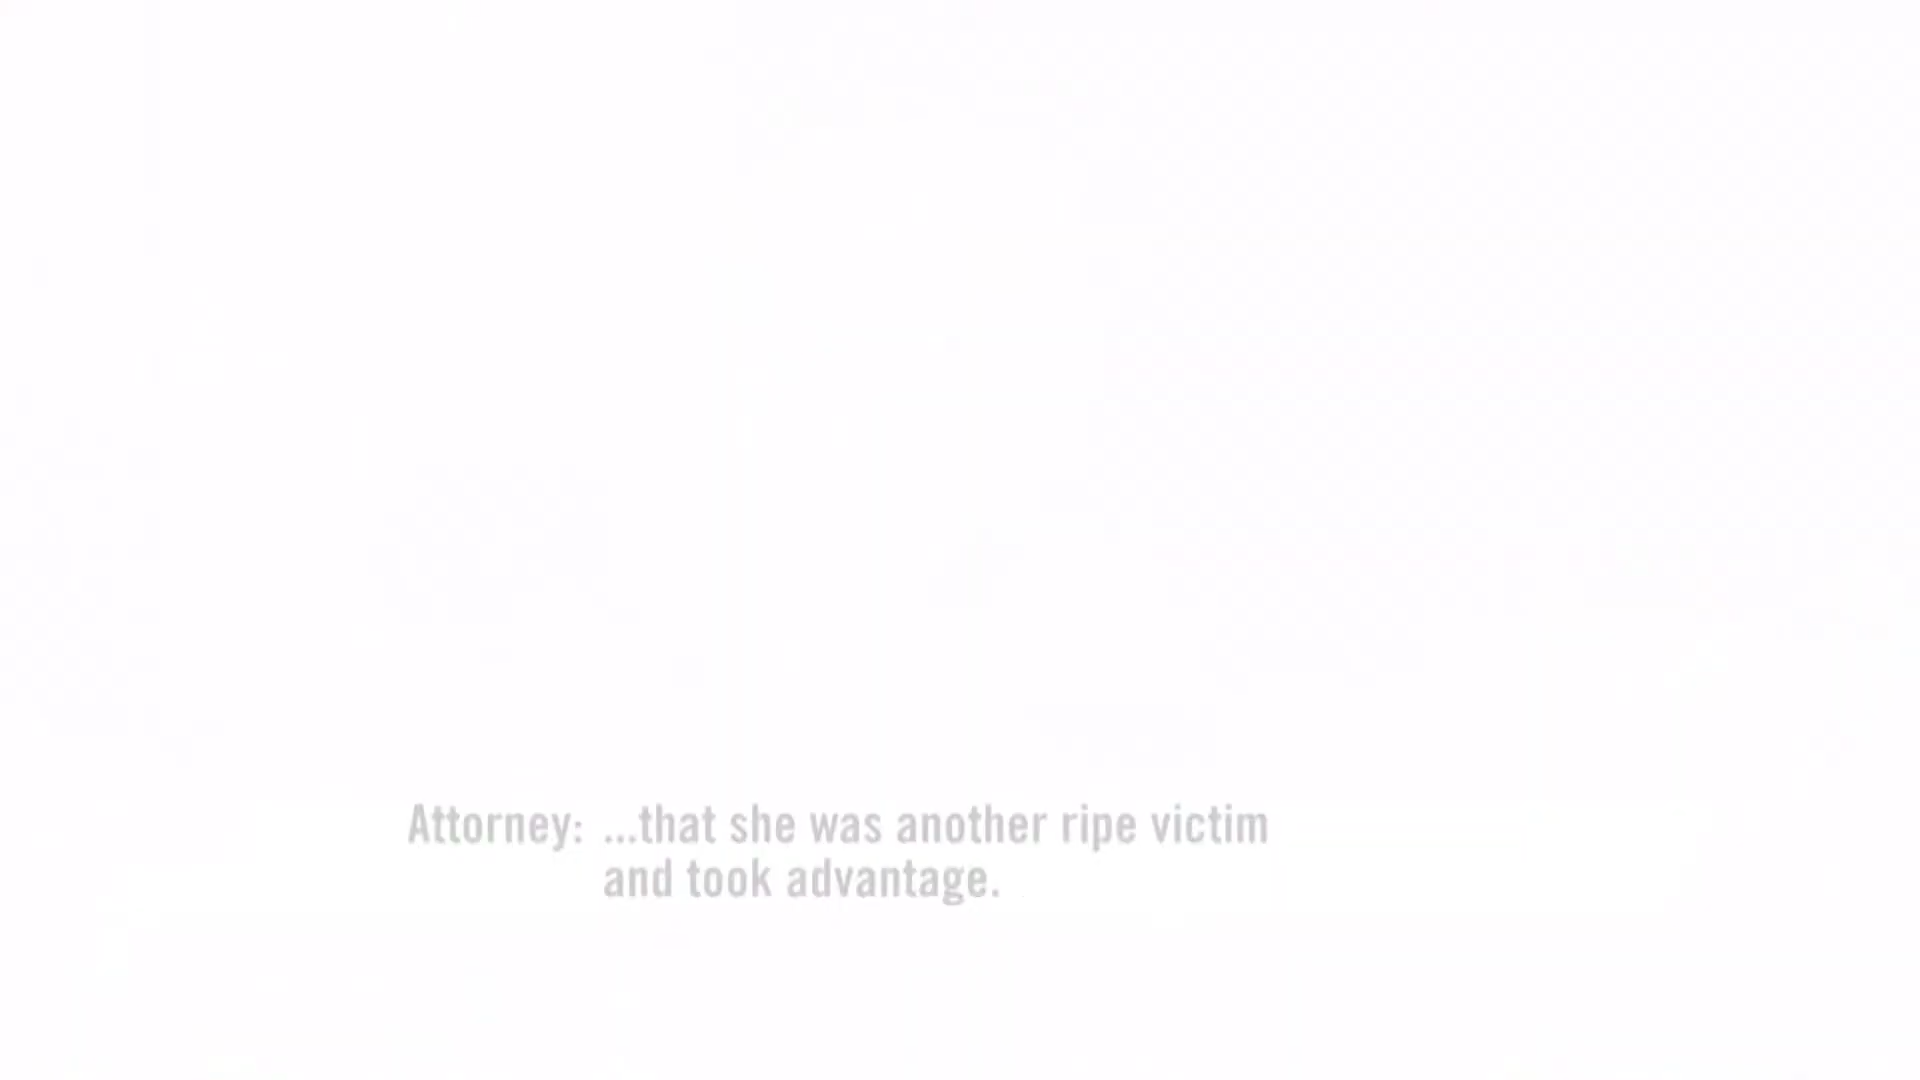 Attorney: ...that she was another ripe victim
and took advantage.